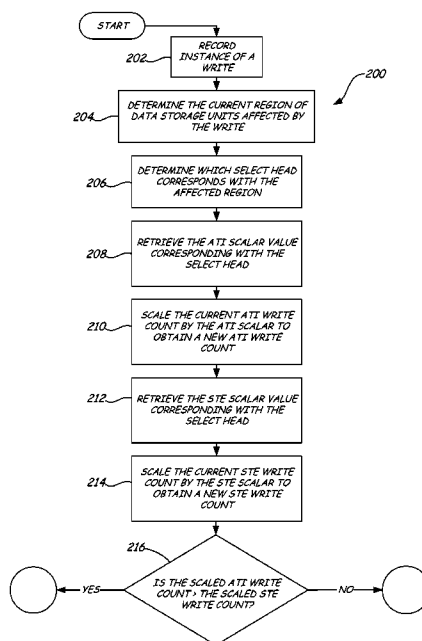 START
202
RECORD
INSTANCE OF A
WRITE
200
204
DETERMINE THE CURRENT REGION OF
DATA STORAGE UNITS AFFECTED BY
THE WRITE
206
DETERMINE WHICH SELECT HEAD
CORRESPONDS WITH THE
AFFECTED REGION
208
RETRIEVE THE ATI SCALAR VALUE
CORRESPONDING WITH THE
SELECT HEAD
210
SCALE THE CURRENT ATI WRITE
COUNT BY THE ATI SCALAR TO
OBTAIN A NEW ATI WRITE
COUNT
212
RETRIEVE THE STE SCALAR VALUE
CORRESPONDING WITH THE
SELECT HEAD
214
SCALE THE CURRENT STE WRITE
COUNT BY THE STE SCALAR TO
OBTAIN A NEW STE WRITE
COUNT
216
YES
IS THE SCALED ATI WRITE
COUNT > THE SCALED STE
WRITE COUNT?
NO